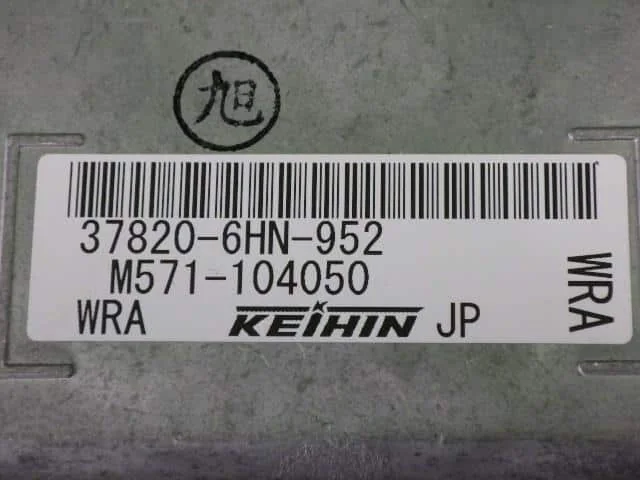 旭
37820-6HN-952
M571-104050
WRA KEIHIN JP
WRA